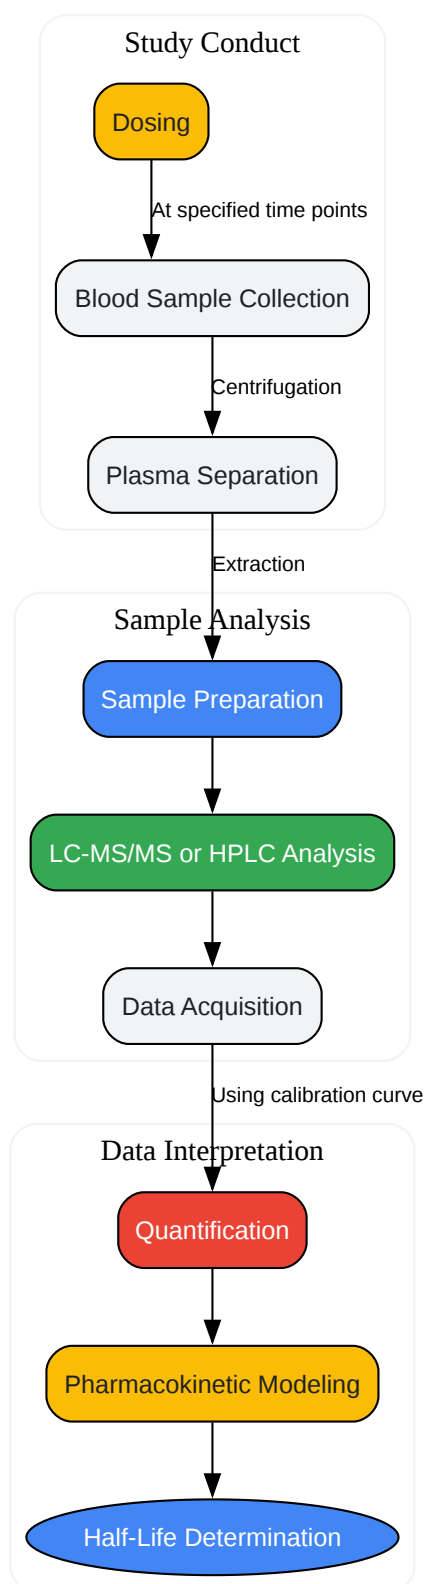 Study Conduct
Dosing
At specified time points
Blood Sample Collection
Centrifugation
Plasma Separation
Extraction
Sample Analysis
Sample Preparation
LC-MS/MS or HPLC Analysis
Data Acquisition
Using calibration curve
Data Interpretation
Quantification
Pharmacokinetic Modeling
Half-Life Determination